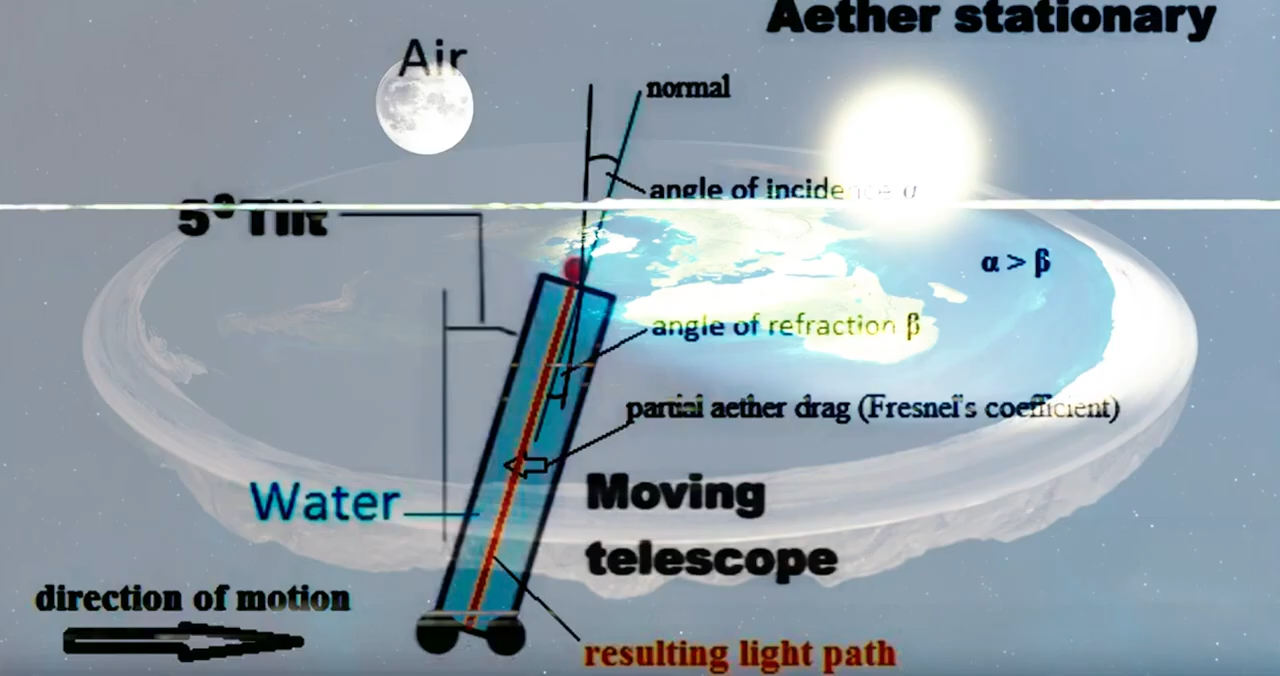 Aether stationary
Air
normal
angle of incidence α
5° Tilt
α > β
angle of refraction β
partial aether drag (Fresnel's coefficient)
Water
Moving
telescope
direction of motion
resulting light path